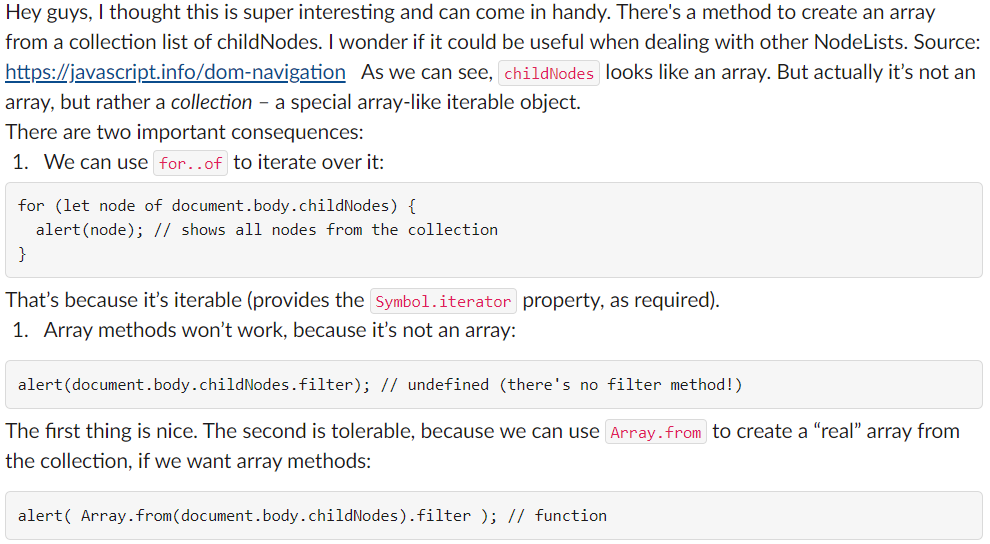 Hey guys, I thought this is super interesting and can come in handy. There's a method to create an array
from a collection list of childNodes. I wonder if it could be useful when dealing with other NodeLists. Source:
https://javascript.info/dom-navigation As we can see, childNodes looks like an array. But actually it’s not an
array, but rather a collection – a special array-like iterable object.
There are two important consequences:
1. We can use for..of to iterate over it:
for (let node of document.body.childNodes) {
  alert(node); // shows all nodes from the collection
}
That’s because it’s iterable (provides the Symbol.iterator property, as required).
1. Array methods won’t work, because it’s not an array:
alert(document.body.childNodes.filter); // undefined (there's no filter method!)
The first thing is nice. The second is tolerable, because we can use Array.from to create a “real” array from
the collection, if we want array methods:
alert( Array.from(document.body.childNodes).filter ); // function